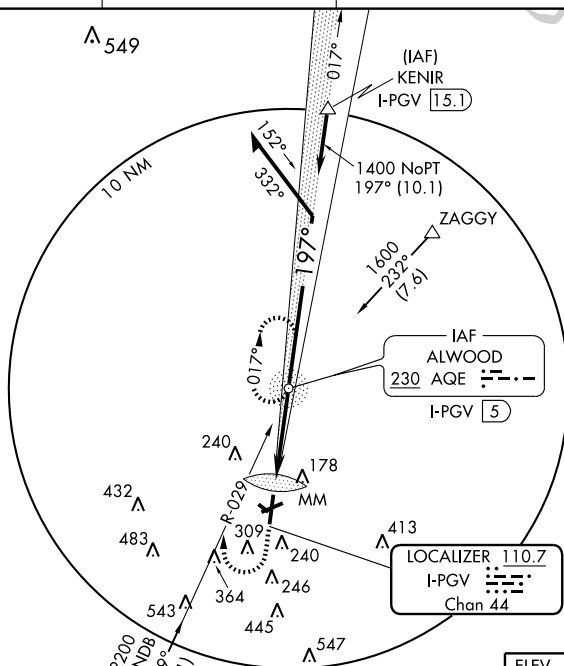 549
017°
(IAF)
KENIR
I-PGV 15.1
10 NM
152°
332°
1400 NoPT
197° (10.1)
197°
ZAGGY
1600
232°
(7.6)
017°
IAF
ALWOOD
230 AQE
I-PGV 5
240
178
MM
432
R-029
483
309
240
413
364
246
LOCALIZER 110.7
I-PGV
Chan 44
543
445
547
NDB
ELEV